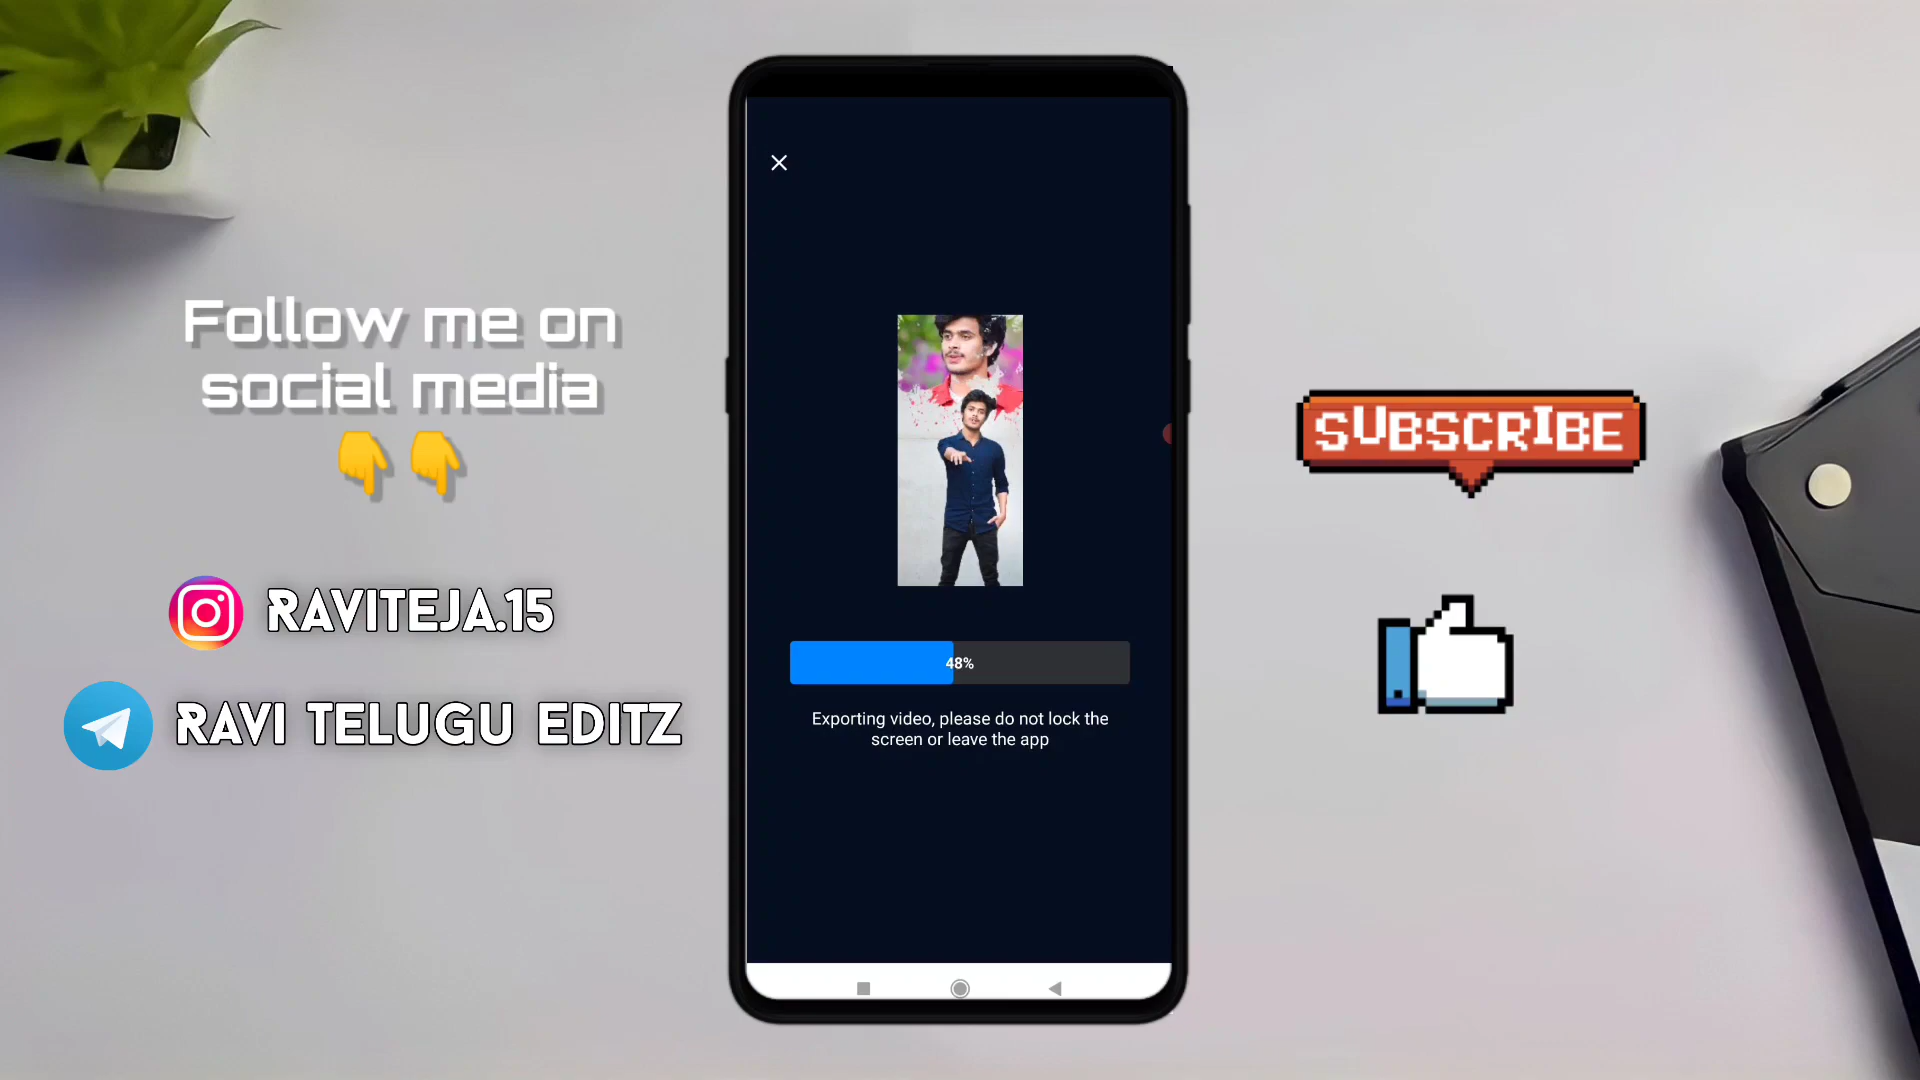 Follow me on
social media
👇👇
RAVITEJA.15
RAVI TELUGU EDITZ
48%
Exporting video, please do not lock the
screen or leave the app
SUBSCRIBE